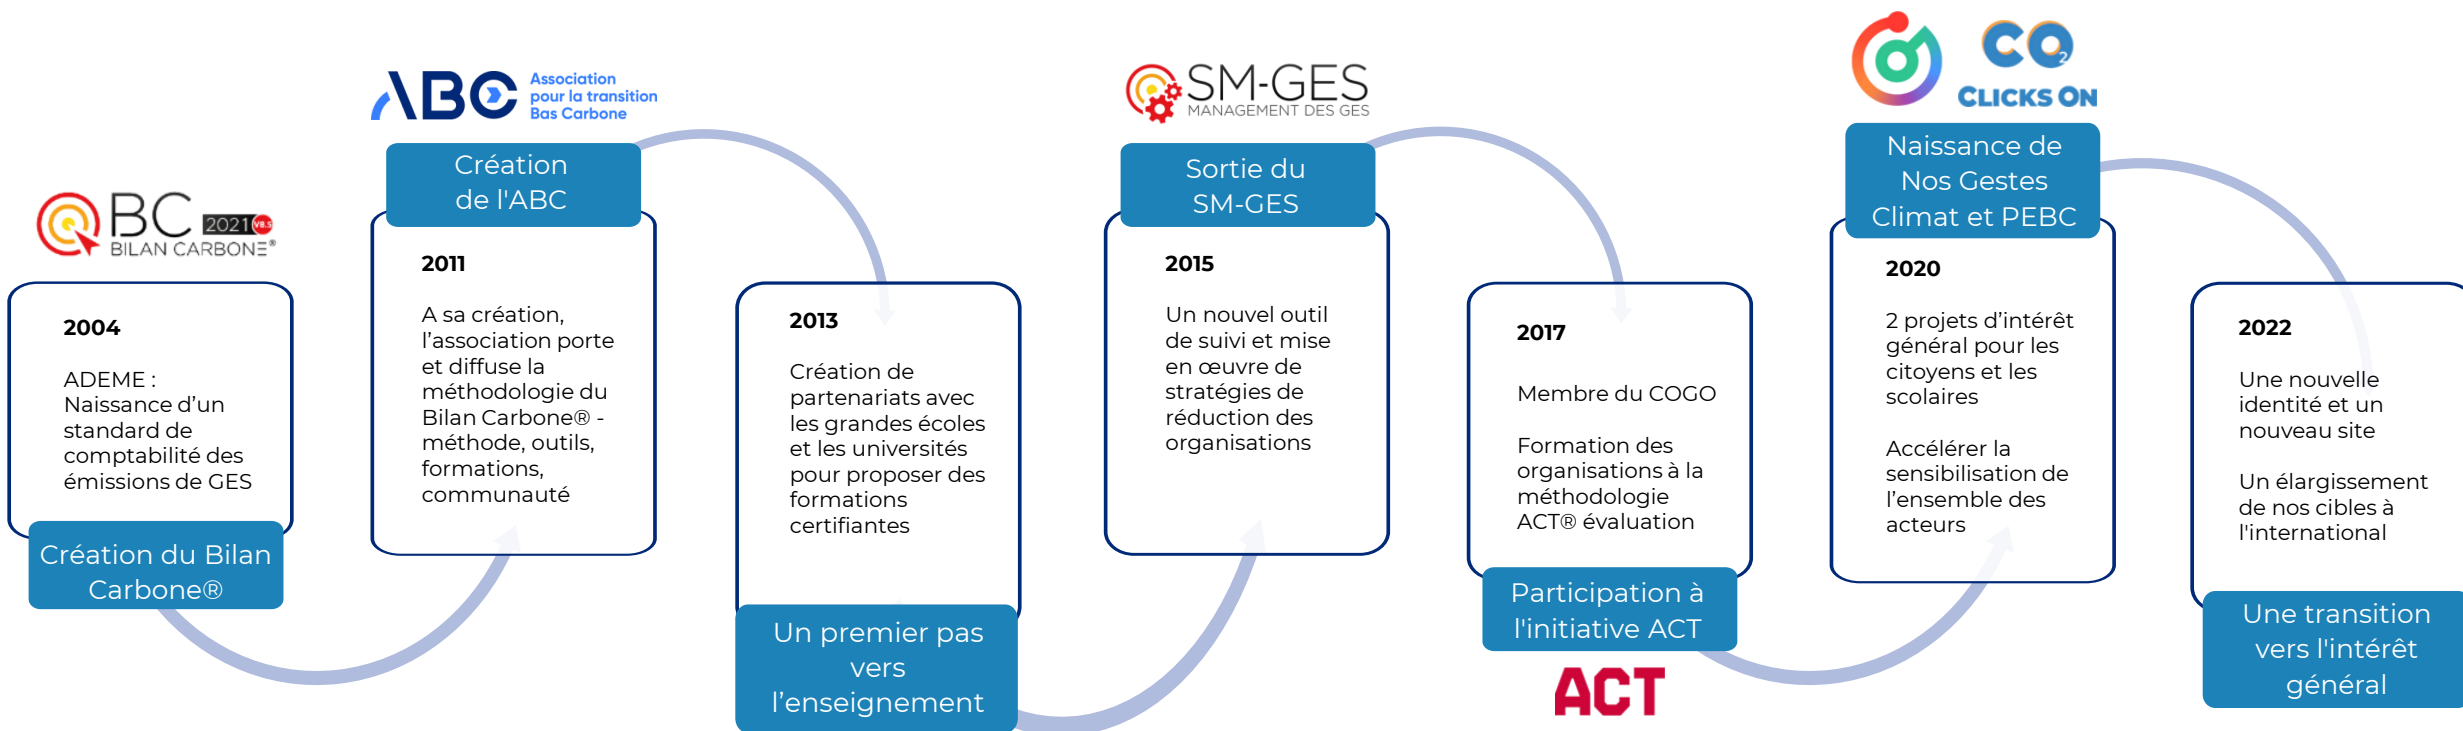 BC 2021 V8.5
BILAN CARBONE®
2004
ADEME :
Naissance d’un
standard de
comptabilité des
émissions de GES
Création du Bilan
Carbone®
ABC
Association
pour la transition
Bas Carbone
Création
de l'ABC
2011
A sa création,
l’association porte
et diffuse la
méthodologie du
Bilan Carbone® -
méthode, outils,
formations,
communauté
2013
Création de
partenariats avec
les grandes écoles
et les universités
pour proposer des
formations
certifiantes
Un premier pas
vers
l’enseignement
SM-GES
MANAGEMENT DES GES
Sortie du
SM-GES
2015
Un nouvel outil
de suivi et mise
en œuvre de
stratégies de
réduction des
organisations
2017
Membre du COGO
Formation des
organisations à la
méthodologie
ACT® évaluation
Participation à
l'initiative ACT
ACT
CO2
CLICKS ON
Naissance de
Nos Gestes
Climat et PEBC
2020
2 projets d’intérêt
général pour les
citoyens et les
scolaires
Accélérer la
sensibilisation de
l’ensemble des
acteurs
2022
Une nouvelle
identité et un
nouveau site
Un élargissement
de nos cibles à
l'international
Une transition
vers l'intérêt
général